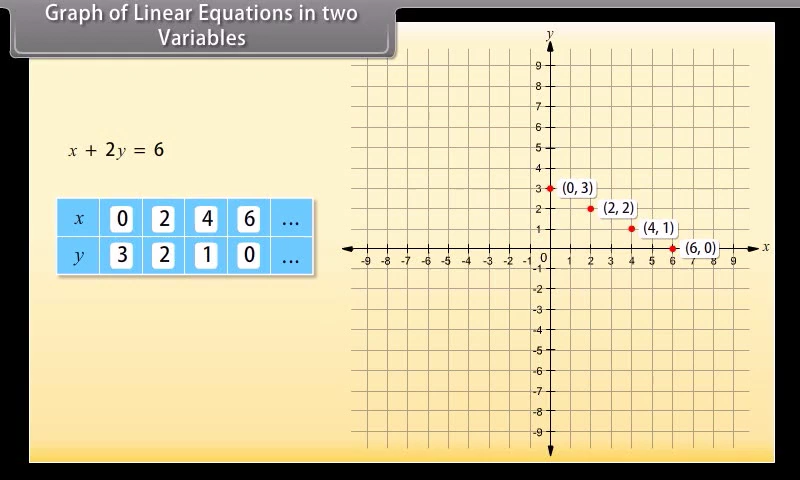 Graph of Linear Equations in two
Variables
x + 2y = 6
x 0 2 4 6 ...
y 3 2 1 0 ...
y
9
8
7
6
5
4
3 (0, 3)
2 (2, 2)
1 (4, 1)
(6, 0) x
-9 -8 -7 -6 -5 -4 -3 -2 -1 0 1 2 3 4 5 6 7 8 9
-1
-2
-3
-4
-5
-6
-7
-8
-9